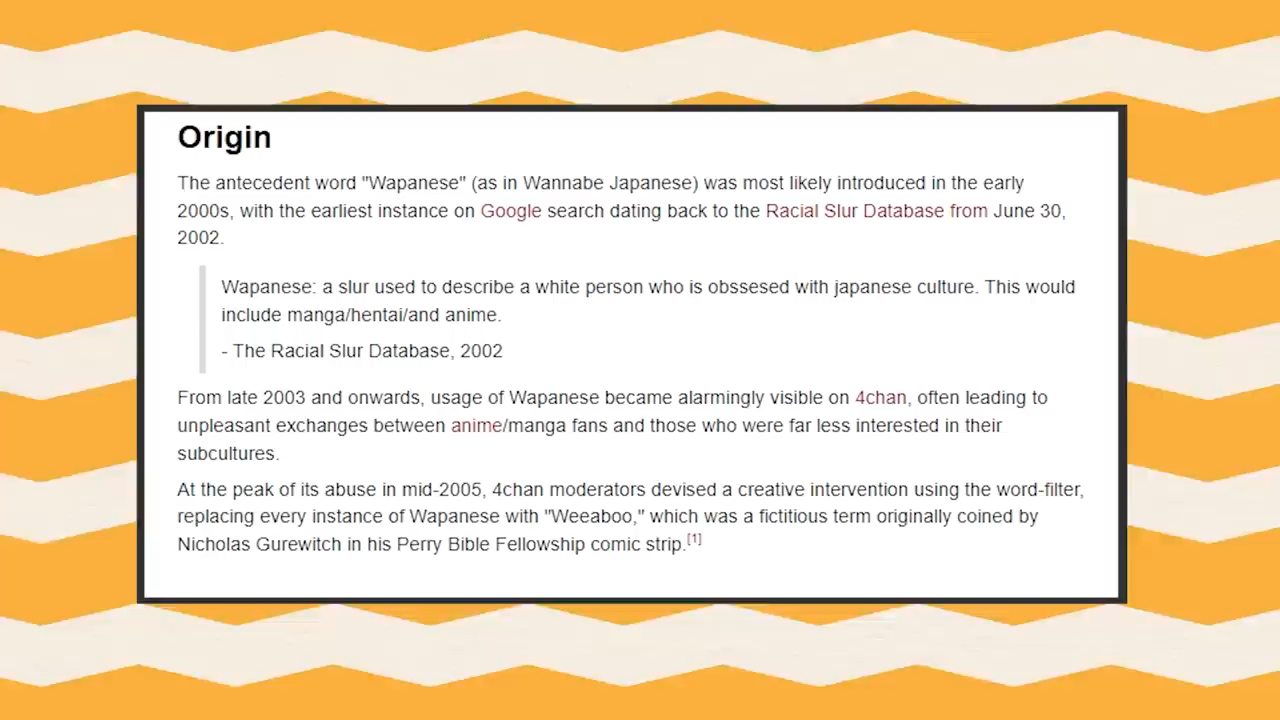 Origin
The antecedent word "Wapanese" (as in Wannabe Japanese) was most likely introduced in the early
2000s, with the earliest instance on Google search dating back to the Racial Slur Database from June 30,
2002.
Wapanese: a slur used to describe a white person who is obssesed with japanese culture. This would
include manga/hentai/and anime.
- The Racial Slur Database, 2002
From late 2003 and onwards, usage of Wapanese became alarmingly visible on 4chan, often leading to
unpleasant exchanges between anime/manga fans and those who were far less interested in their
subcultures.
At the peak of its abuse in mid-2005, 4chan moderators devised a creative intervention using the word-filter,
replacing every instance of Wapanese with "Weeaboo," which was a fictitious term originally coined by
Nicholas Gurewitch in his Perry Bible Fellowship comic strip.[1]